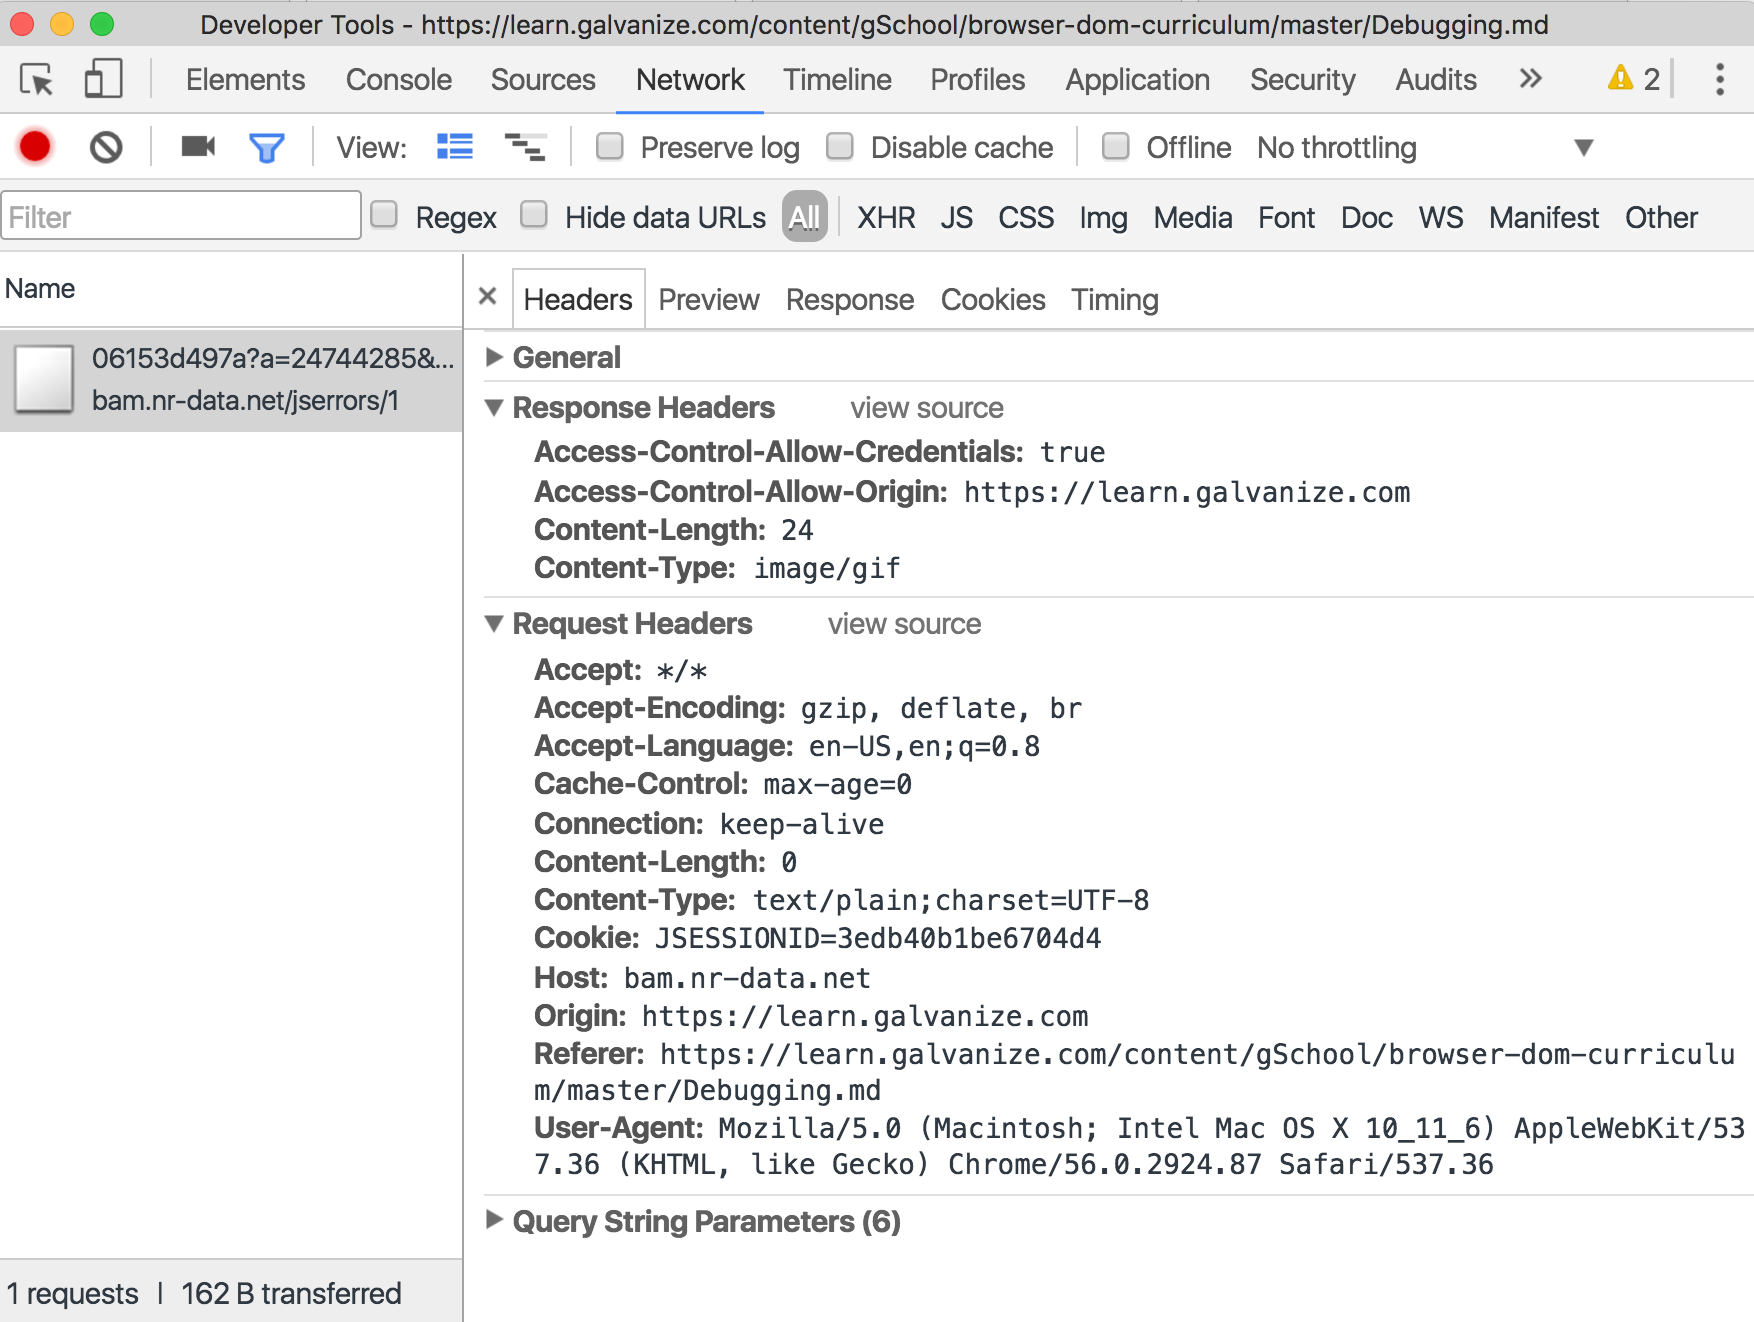 Developer Tools - https://learn.galvanize.com/content/gSchool/browser-dom-curriculum/master/Debugging.md
Elements Console Sources Network Timeline Profiles Application Security Audits » 2
View: Preserve log Disable cache Offline No throttling
Filter Regex Hide data URLs All XHR JS CSS Img Media Font Doc WS Manifest Other
Name
06153d497a?a=24744285&...
bam.nr-data.net/jserrors/1
1 requests | 162 B transferred
× Headers Preview Response Cookies Timing
General
Response Headers view source
Access-Control-Allow-Credentials: true
Access-Control-Allow-Origin: https://learn.galvanize.com
Content-Length: 24
Content-Type: image/gif
Request Headers view source
Accept: */*
Accept-Encoding: gzip, deflate, br
Accept-Language: en-US,en;q=0.8
Cache-Control: max-age=0
Connection: keep-alive
Content-Length: 0
Content-Type: text/plain;charset=UTF-8
Cookie: JSESSIONID=3edb40b1be6704d4
Host: bam.nr-data.net
Origin: https://learn.galvanize.com
Referer: https://learn.galvanize.com/content/gSchool/browser-dom-curriculu
m/master/Debugging.md
User-Agent: Mozilla/5.0 (Macintosh; Intel Mac OS X 10_11_6) AppleWebKit/53
7.36 (KHTML, like Gecko) Chrome/56.0.2924.87 Safari/537.36
Query String Parameters (6)